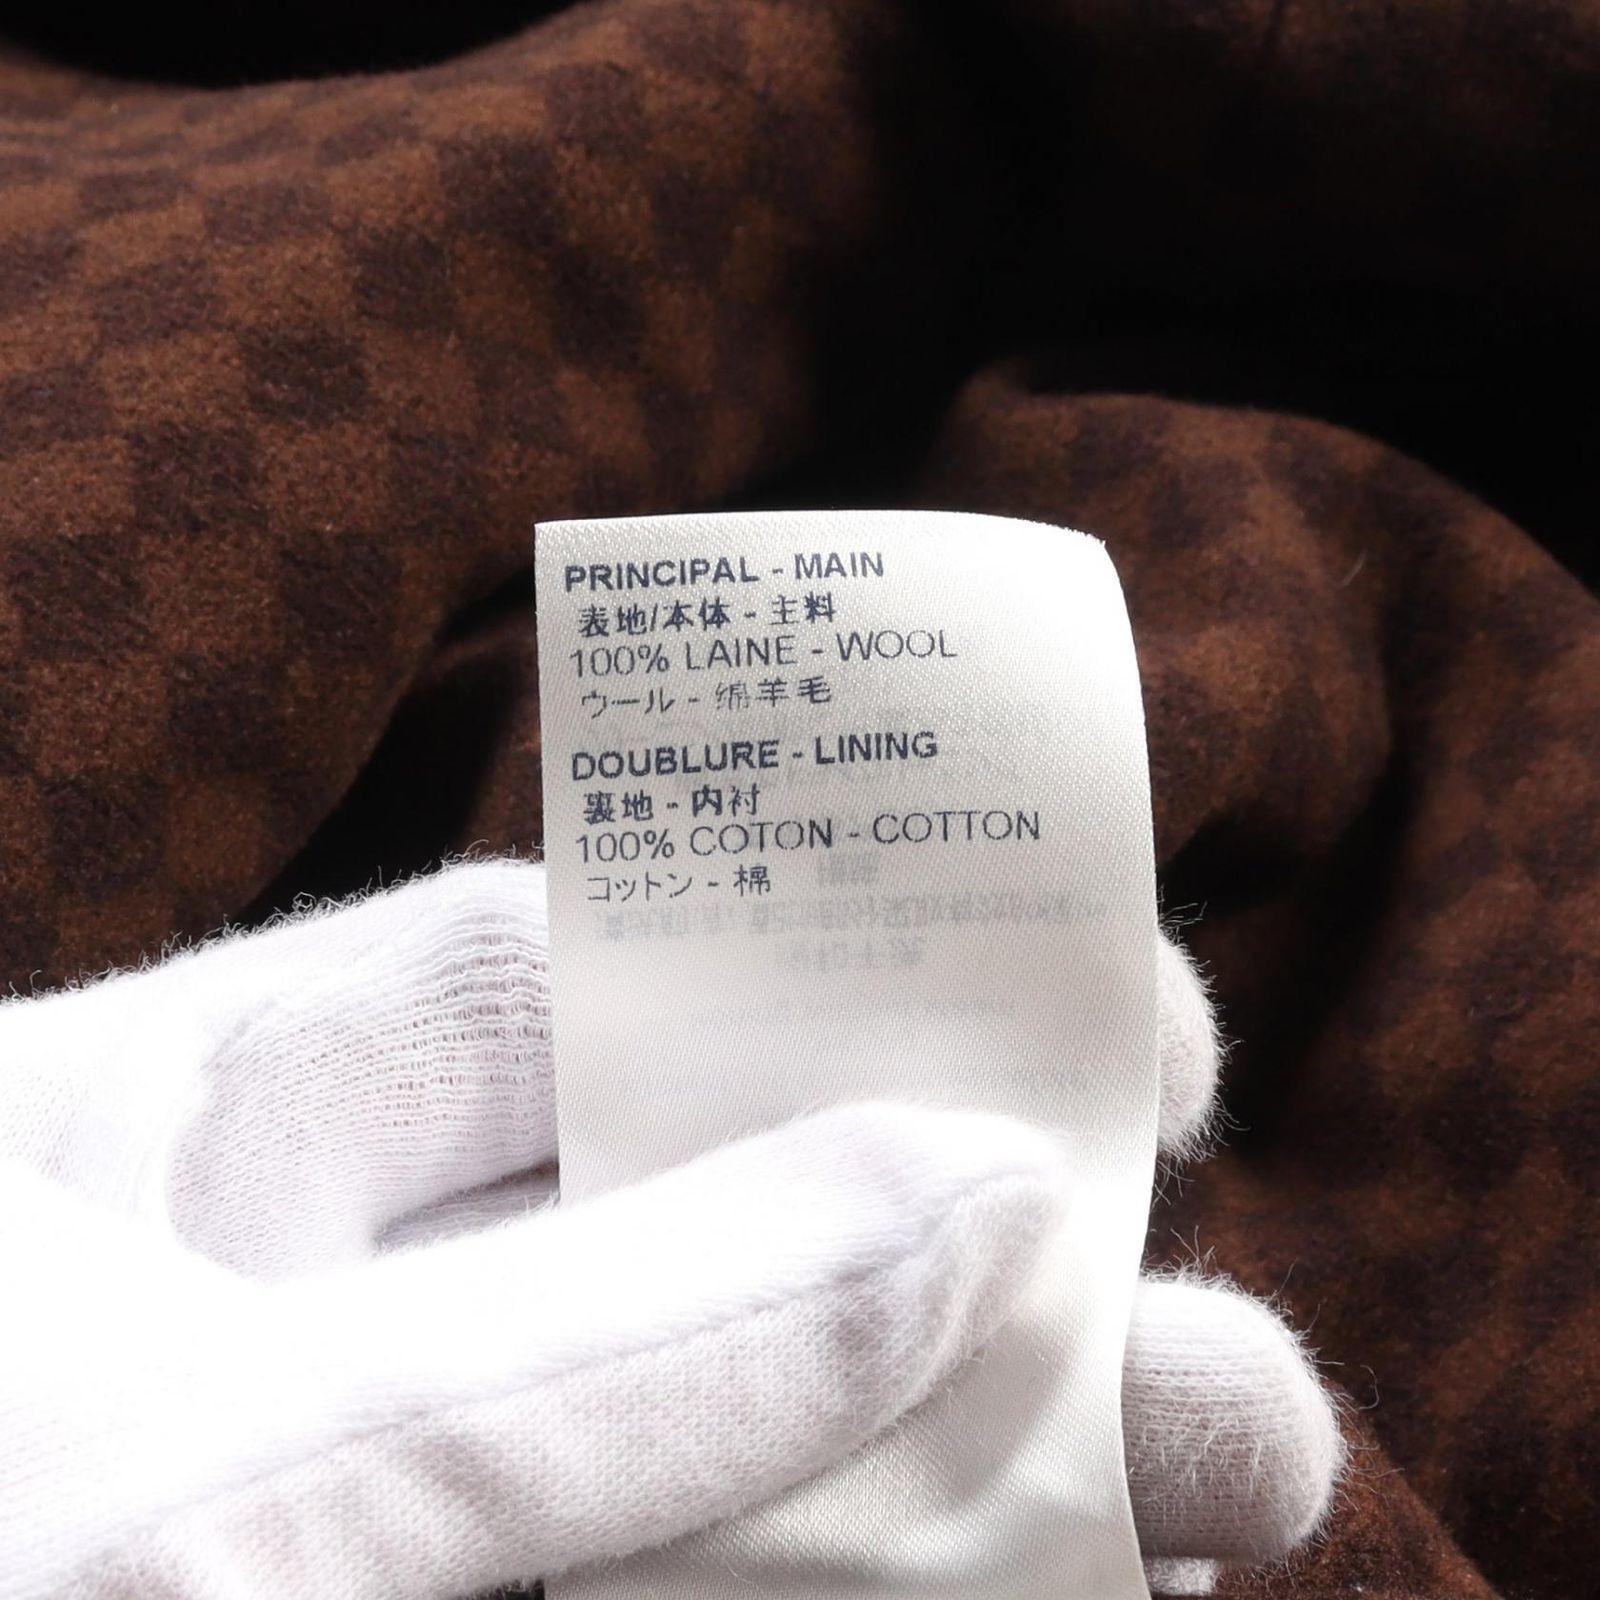 PRINCIPAL - MAIN
表地/本体 - 主料
100% LAINE - WOOL
ウール - 绵羊毛
DOUBLURE - LINING
裏地 - 内衬
100% COTON - COTTON
コットン - 棉